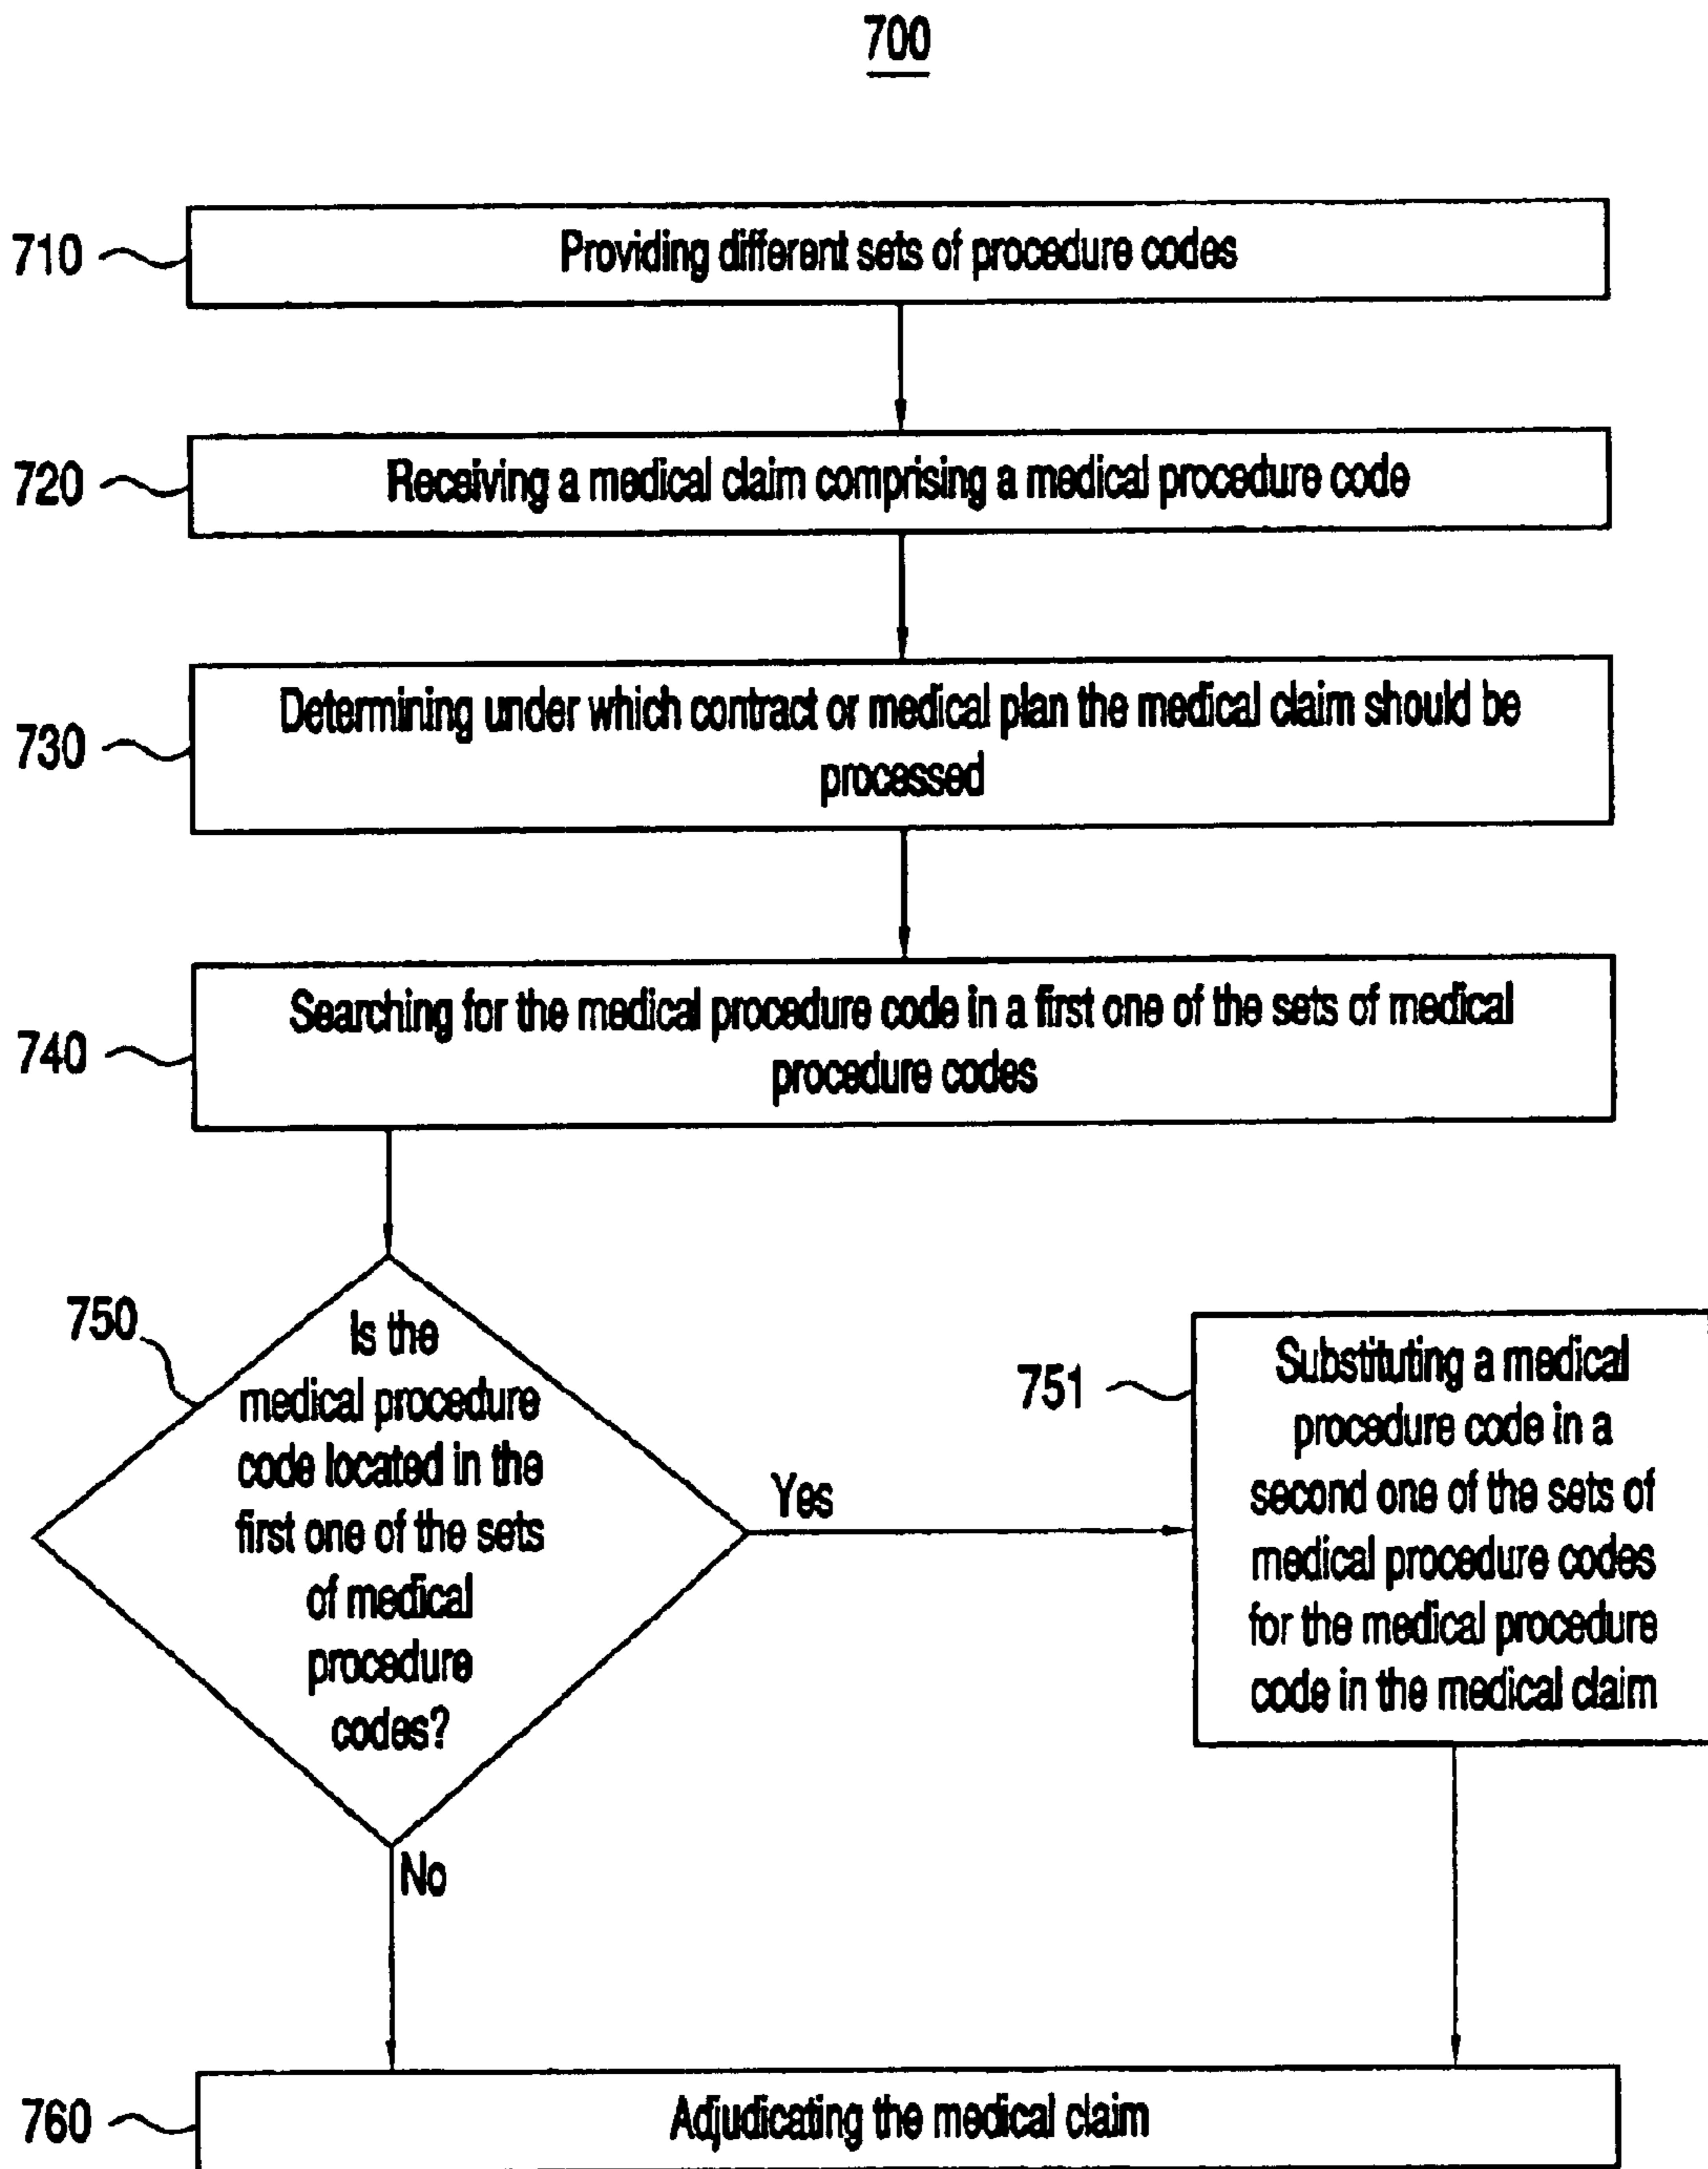 700
710
Providing different sets of procedure codes
720
Receiving a medical claim comprising a medical procedure code
730
Determining under which contract or medical plan the medical claim should be
processed
740
Searching for the medical procedure code in a first one of the sets of medical
procedure codes
750
Is the
medical procedure
code located in the
first one of the sets
of medical
procedure
codes?
Yes
No
751
Substituting a medical
procedure code in a
second one of the sets of
medical procedure codes
for the medical procedure
code in the medical claim
760
Adjudicating the medical claim